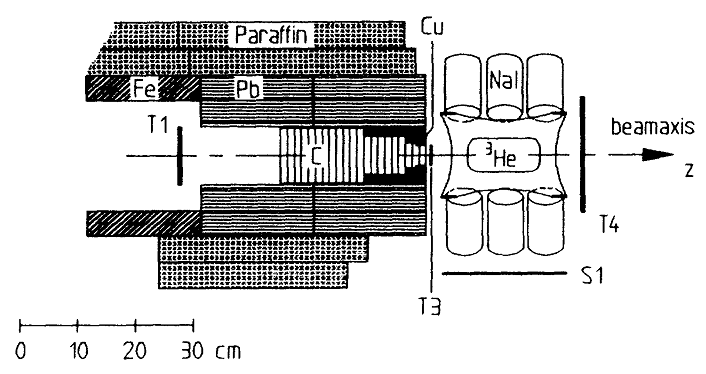 Cu
Paraffin
Fe
Pb
NaI
T1
C
³He
beamaxis
z
T4
S1
T3
0 10 20 30 cm